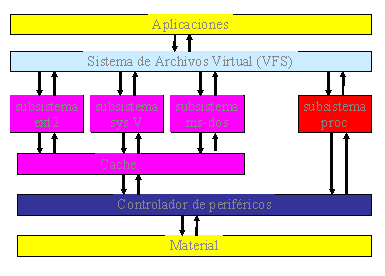 Aplicaciones
Sistema de Archivos Virtual (VFS)
subsistema ext2
subsistema sys V
subsistema ms-dos
subsistema proc
Cache
Controlador de periféricos
Material